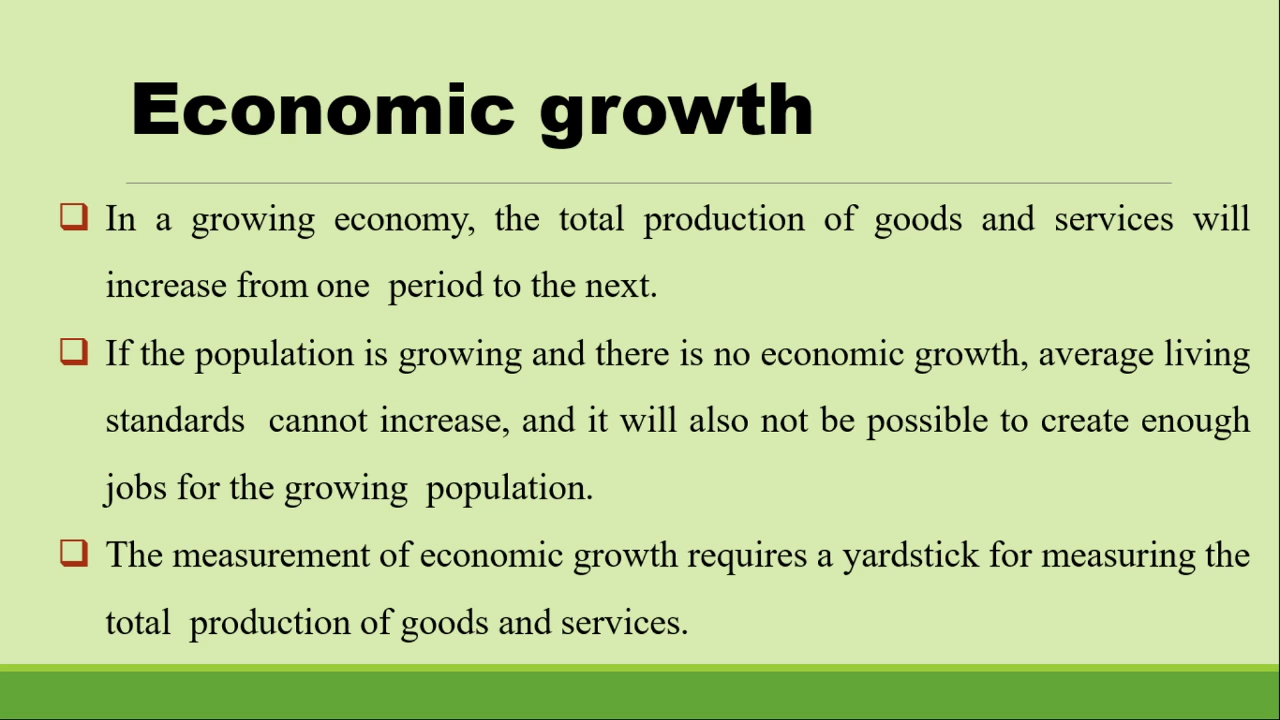 Economic growth
In a growing economy, the total production of goods and services will
increase from one period to the next.
If the population is growing and there is no economic growth, average living
standards cannot increase, and it will also not be possible to create enough
jobs for the growing population.
The measurement of economic growth requires a yardstick for measuring the
total production of goods and services.